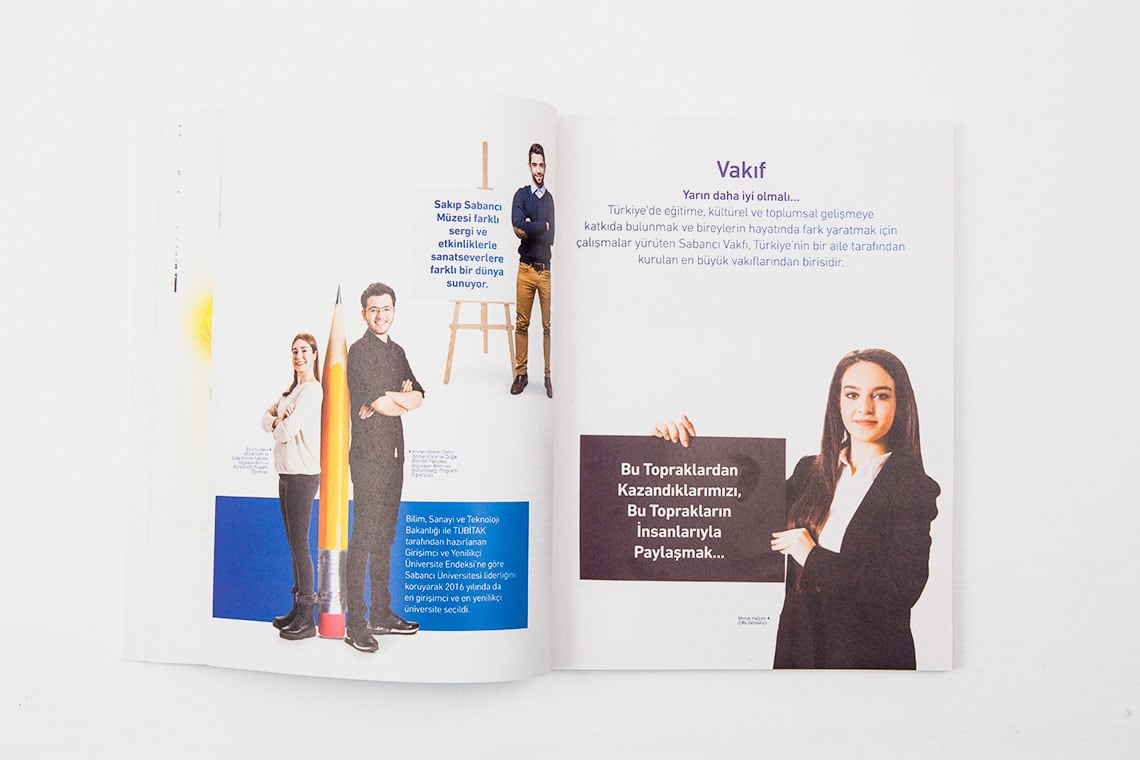 Sakıp Sabancı
Müzesi farklı
sergi ve
etkinliklerle
sanatseverlere
farklı bir dünya
sunuyor.
Bilim, Sanayi ve Teknoloji
Bakanlığı ile TÜBİTAK
tarafından hazırlanan
Girişimci ve Yenilikçi
Üniversite Endeksi'ne göre
Sabancı Üniversitesi liderliğini
koruyarak 2016 yılında da
en girişimci ve en yenilikçi
üniversite seçildi.
Vakıf
Yarın daha iyi olmalı...
Türkiye'de eğitime, kültürel ve toplumsal gelişmeye
katkıda bulunmak ve bireylerin hayatında fark yaratmak için
çalışmalar yürüten Sabancı Vakfı, Türkiye'nin bir aile tarafından
kurulan en büyük vakıflarından birisidir.
Bu Topraklardan
Kazandıklarımızı,
Bu Toprakların
İnsanlarıyla
Paylaşmak...